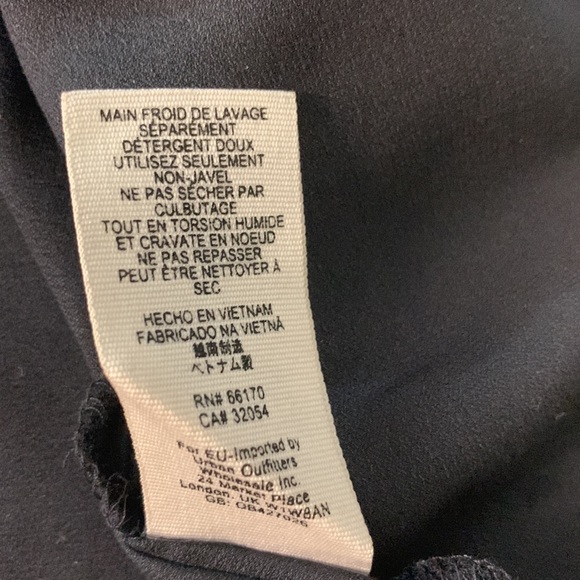 MAIN FROID DE LAVAGE
SÉPARÉMENT
DÉTERGENT DOUX
UTILISEZ SEULEMENT
NON-JAVEL
NE PAS SÉCHER PAR
CULBUTAGE
TOUT EN TORSION HUMIDE
ET CRAVATE EN NOEUD
NE PAS REPASSER
PEUT ÊTRE NETTOYER À
SEC
HECHO EN VIETNAM
FABRICADO NA VIETNÃ
越南制造
ベトナム製
RN# 66170
CA# 32054
For EU-Imported by
Urban Outfitters
Wholesale Inc.
24 Market Place
London, UK W1W8AN
GB: GB427025